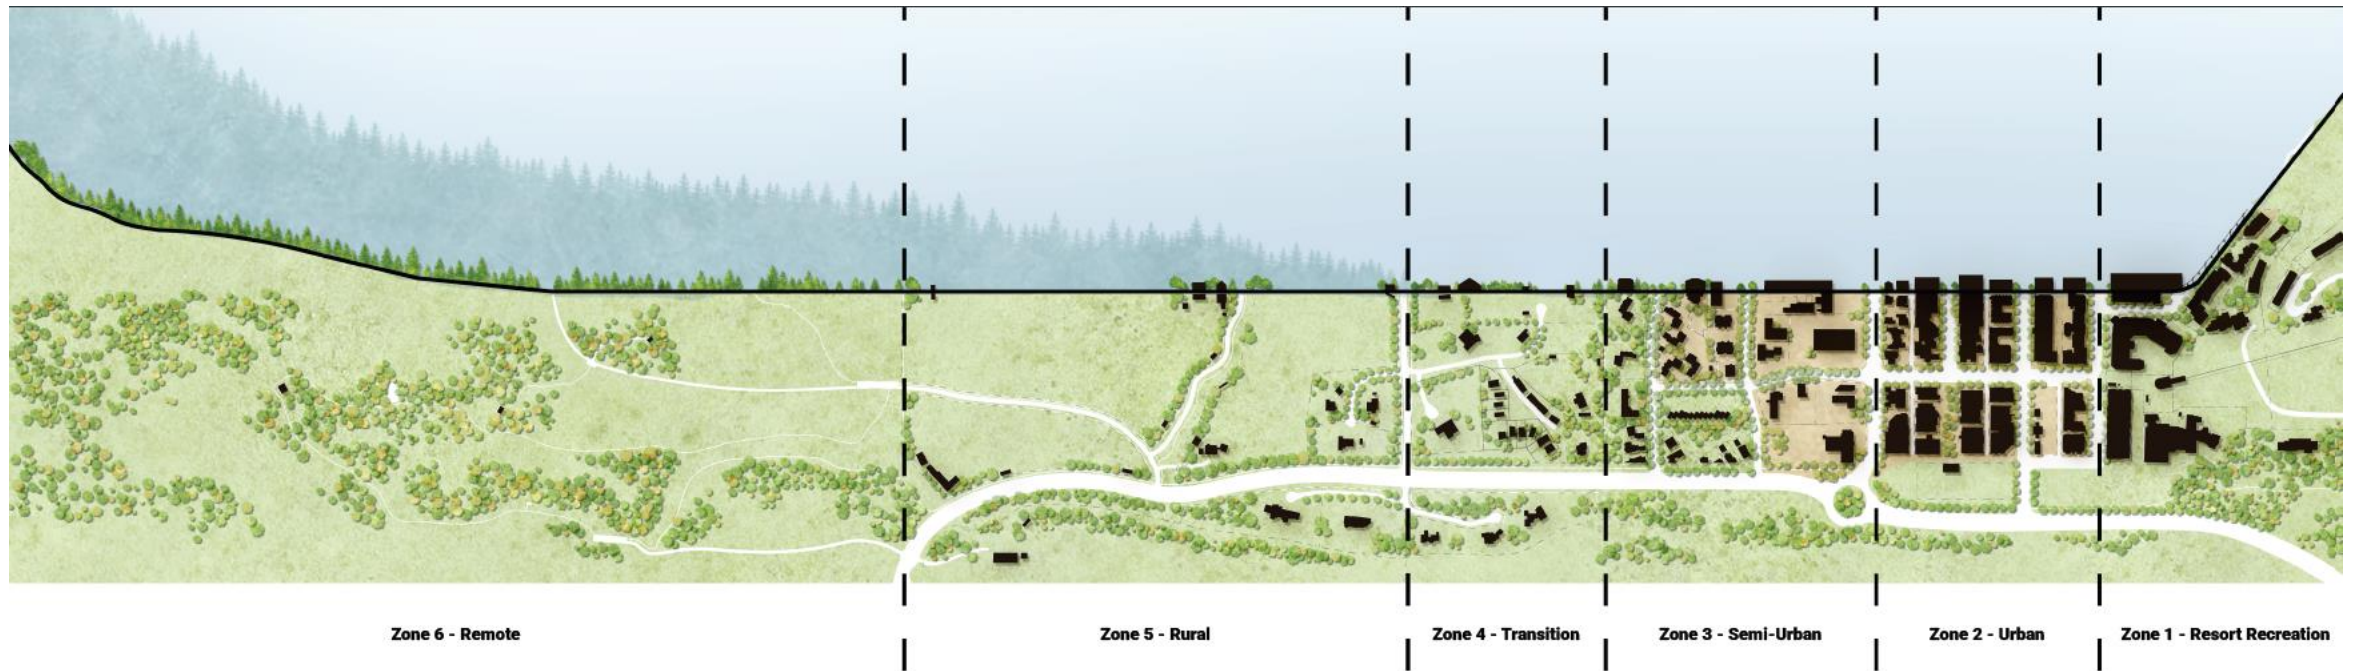 Zone 6 - Remote
Zone 5 - Rural
Zone 4 - Transition
Zone 3 - Semi-Urban
Zone 2 - Urban
Zone 1 - Resort Recreation